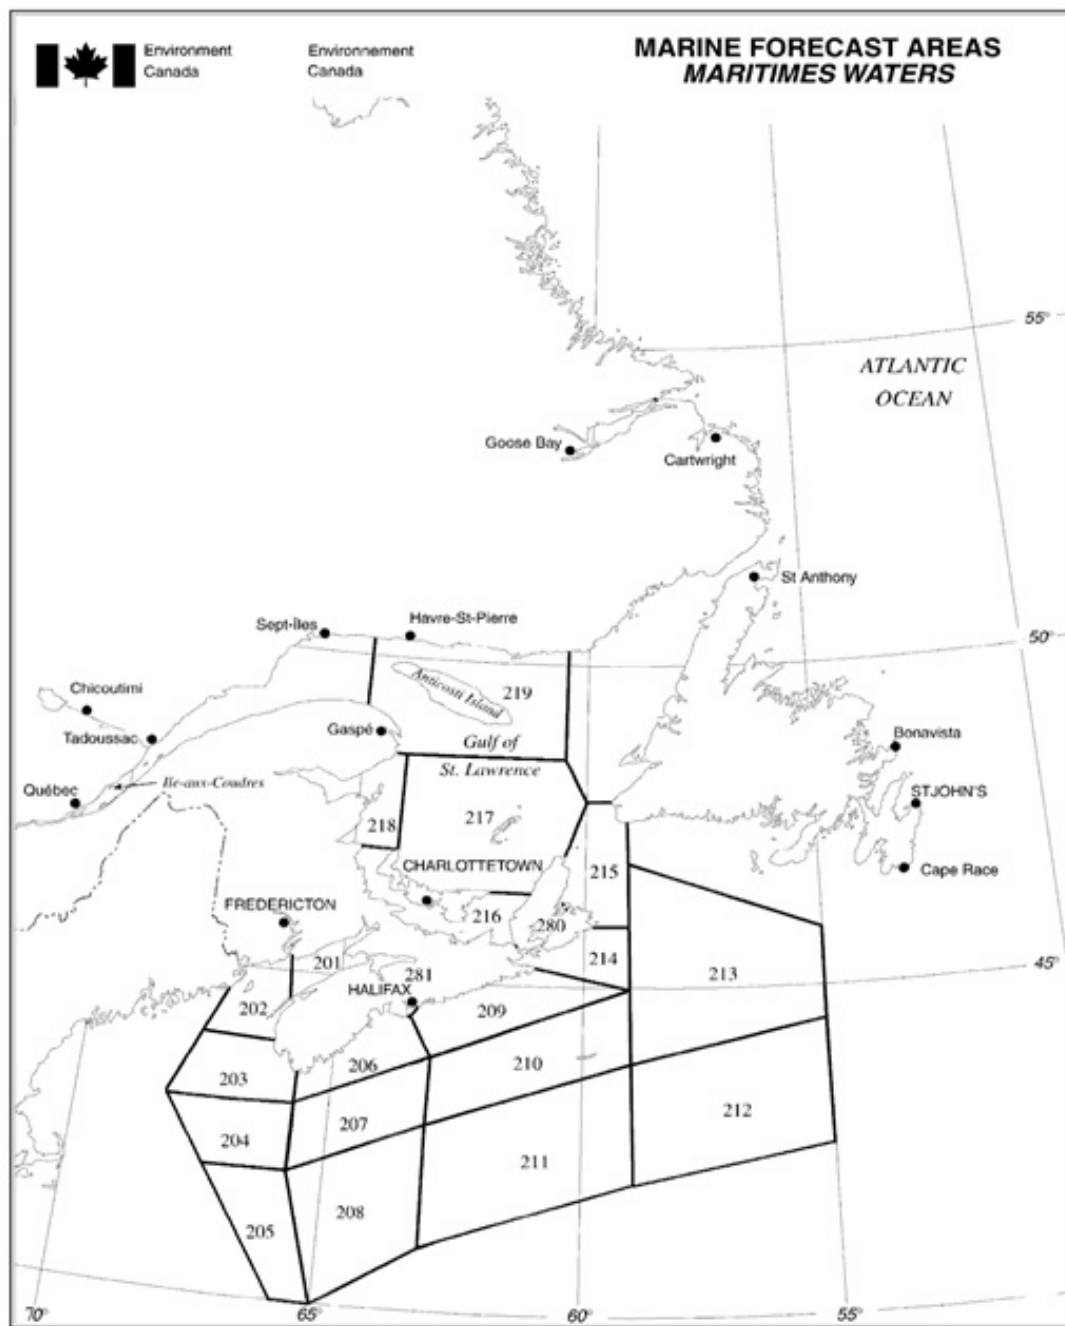 Environment
Canada
Environnement
Canada
MARINE FORECAST AREAS
MARITIMES WATERS
55°
ATLANTIC
OCEAN
Goose Bay
Cartwright
St Anthony
50°
Sept-Îles
Havre-St-Pierre
Chicoutimi
Anticosti Island
219
Tadoussac
Gaspé
Gulf of
St. Lawrence
Bonavista
Québec
Ile-aux-Coudres
STJOHN'S
218
217
CHARLOTTETOWN
215
Cape Race
FREDERICTON
216
280
201
281
214
213
45°
HALIFAX
202
209
203
206
210
204
207
212
211
205
208
70°
65°
60°
55°